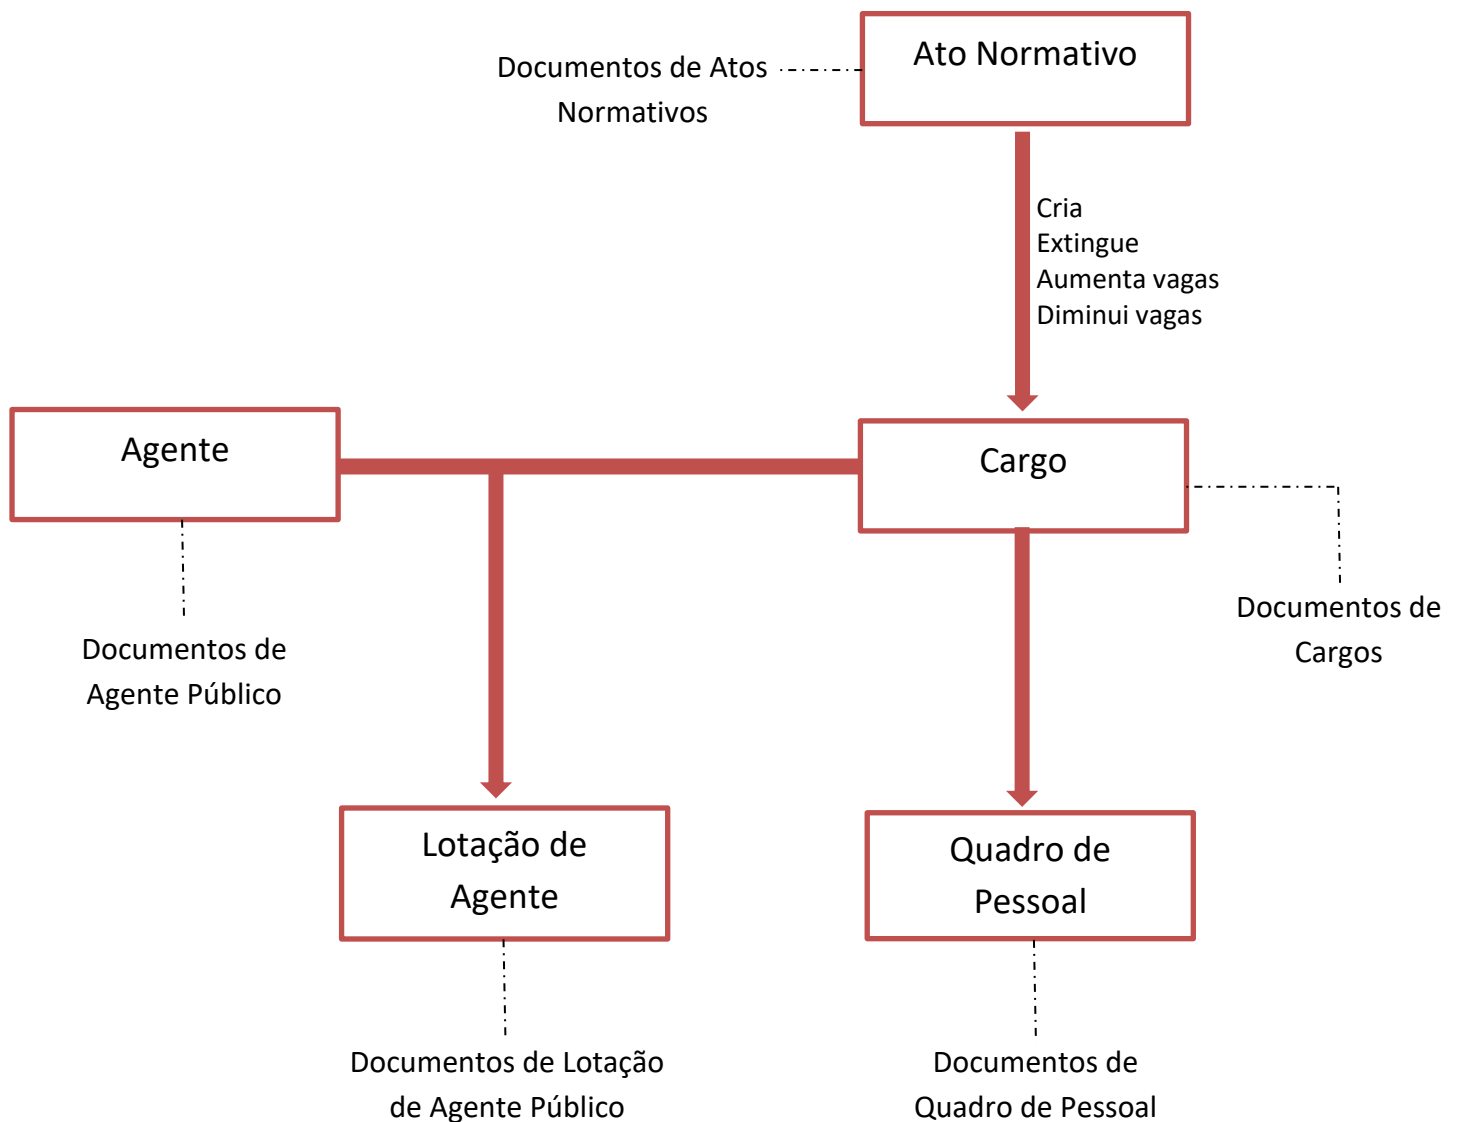 Ato Normativo
Documentos de Atos
Normativos
Cria
Extingue
Aumenta vagas
Diminui vagas
Agente
Cargo
Documentos de
Agente Público
Documentos de
Cargos
Lotação de
Agente
Quadro de
Pessoal
Documentos de Lotação
de Agente Público
Documentos de
Quadro de Pessoal